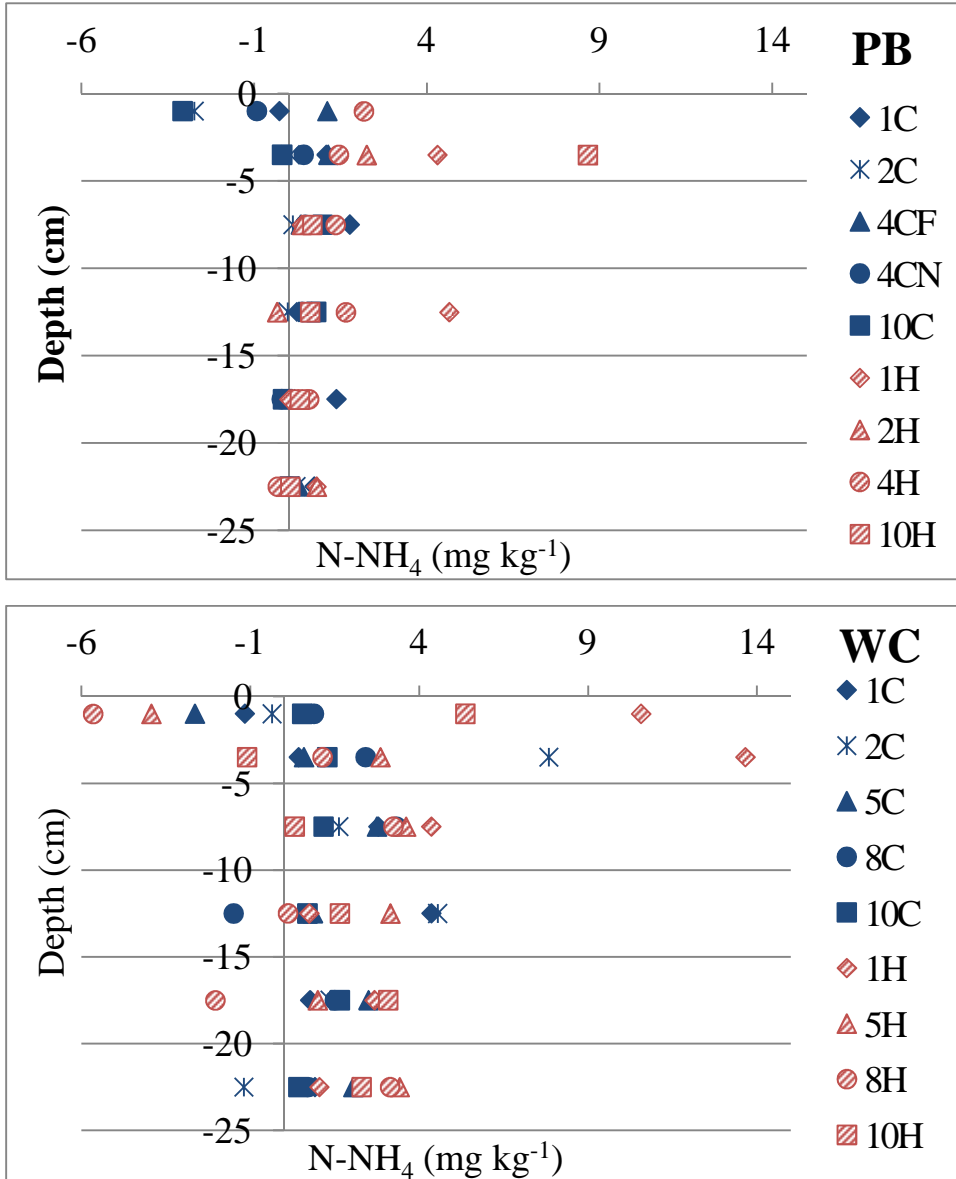 -6 -1 4 9 14
PB
0
-5
-10
-15
-20
-25
Depth (cm)
N-NH₄ (mg kg⁻¹)
1C
2C
4CF
4CN
10C
1H
2H
4H
10H
-6 -1 4 9 14
WC
0
-5
-10
-15
-20
-25
Depth (cm)
N-NH₄ (mg kg⁻¹)
1C
2C
5C
8C
10C
1H
5H
8H
10H